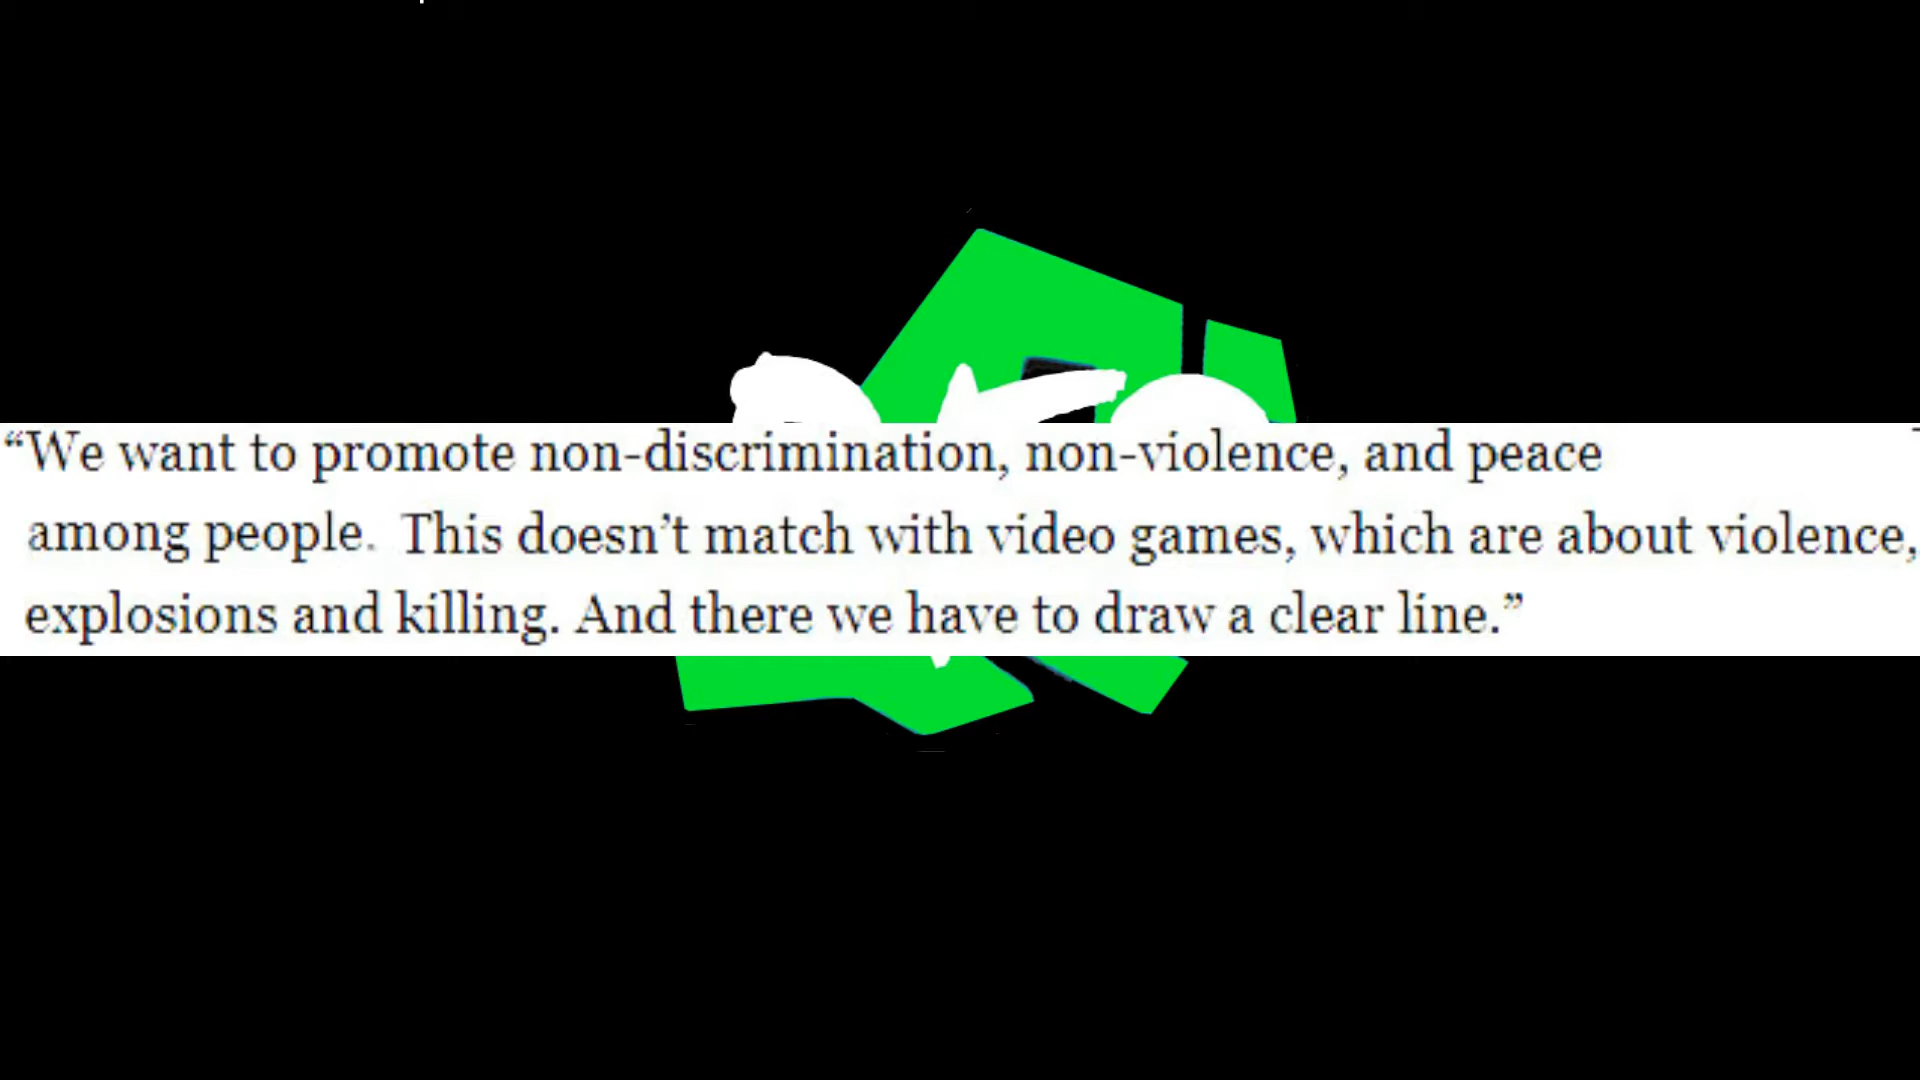 “We want to promote non-discrimination, non-violence, and peace
among people. This doesn’t match with video games, which are about violence,
explosions and killing. And there we have to draw a clear line.”